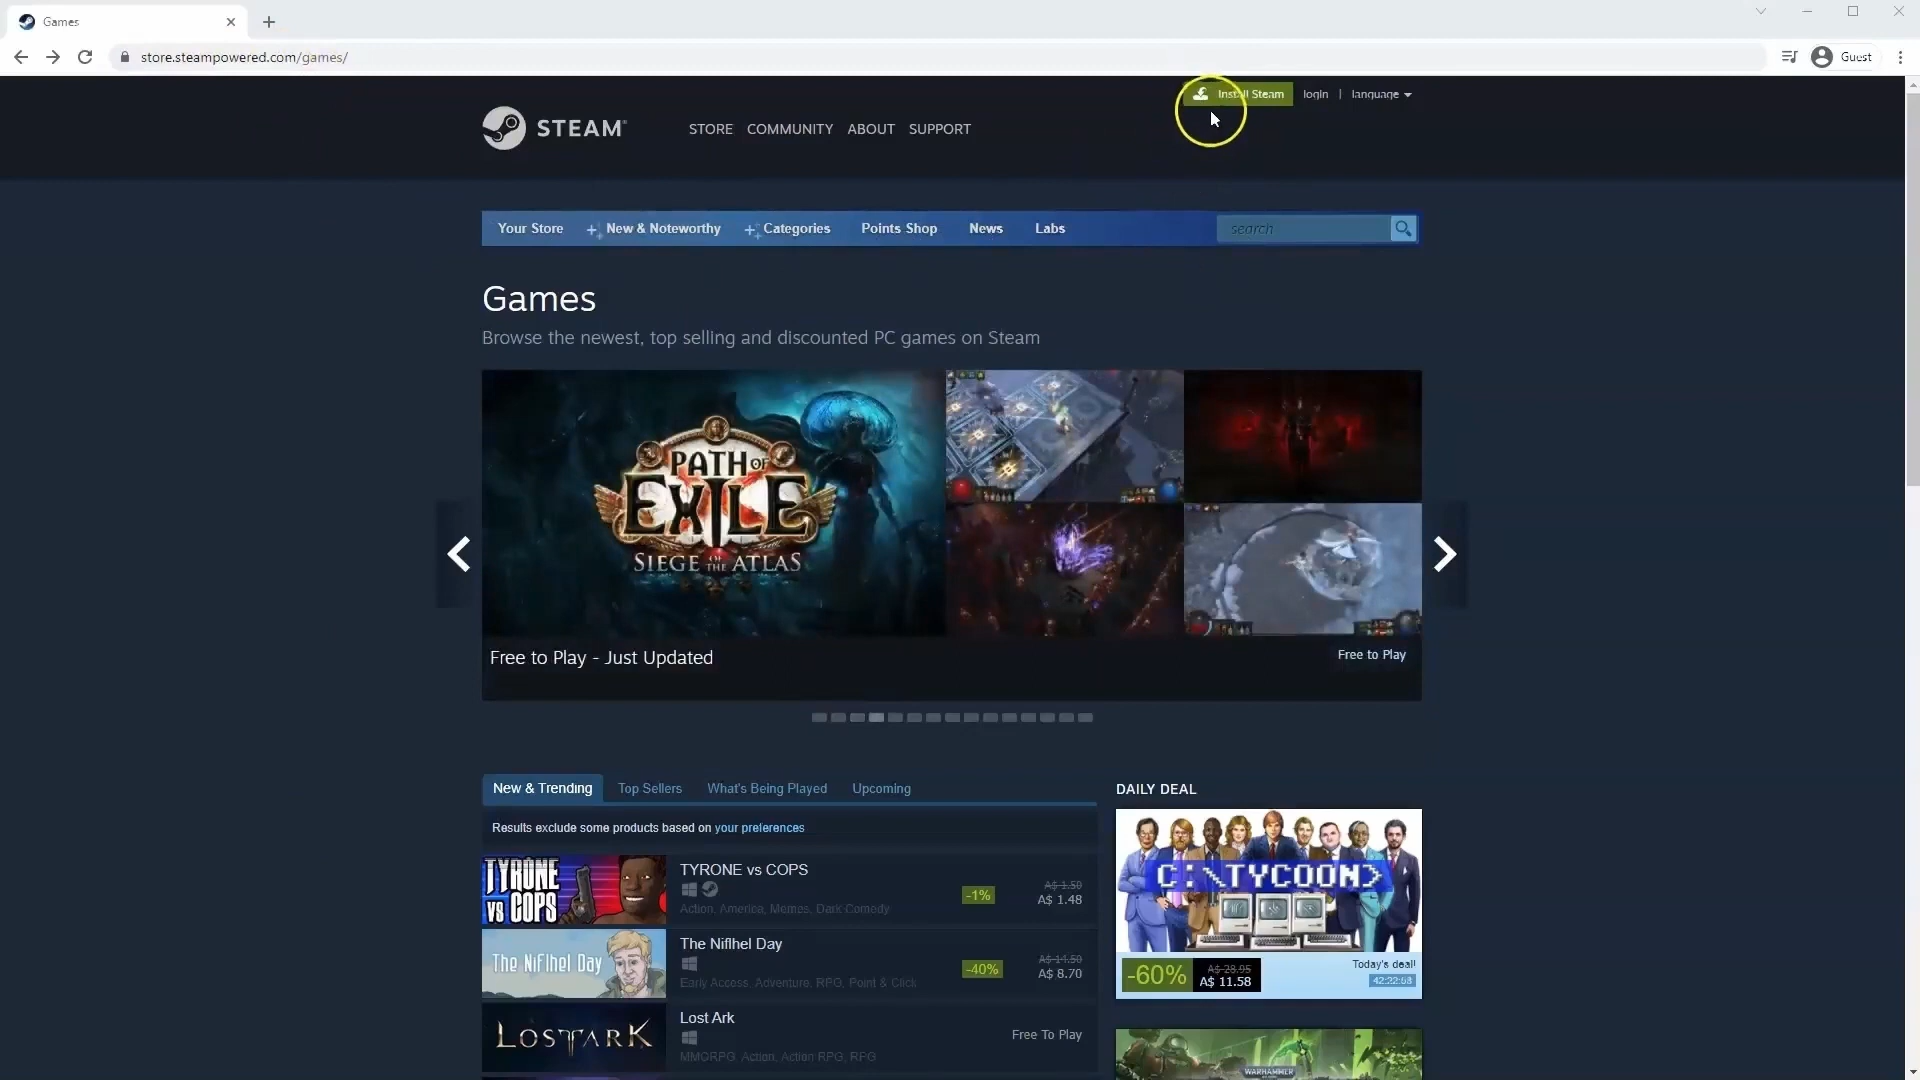 Games
store.steampowered.com/games/
Guest
Install Steam
login | language
STEAM
STORE COMMUNITY ABOUT SUPPORT
Your Store New & Noteworthy Categories Points Shop News Labs
search
Games
Browse the newest, top selling and discounted PC games on Steam
PATH OF
EXILE
SIEGE OF THE ATLAS
Free to Play - Just Updated
Free to Play
New & Trending Top Sellers What's Being Played Upcoming
Results exclude some products based on your preferences
TYRONE
VS COPS
TYRONE vs COPS
Action, America, Memes, Dark Comedy
-1%
A$ 1.50
A$ 1.48
The Niflhel Day
The Niflhel Day
Early Access, Adventure, RPG, Point & Click
-40%
A$ 14.50
A$ 8.70
LOST ARK
Lost Ark
MMORPG, Action, Action RPG, RPG
Free To Play
DAILY DEAL
C:\TYCOON>
-60%
A$ 28.95
A$ 11.58
Today's deal!
WARHAMMER